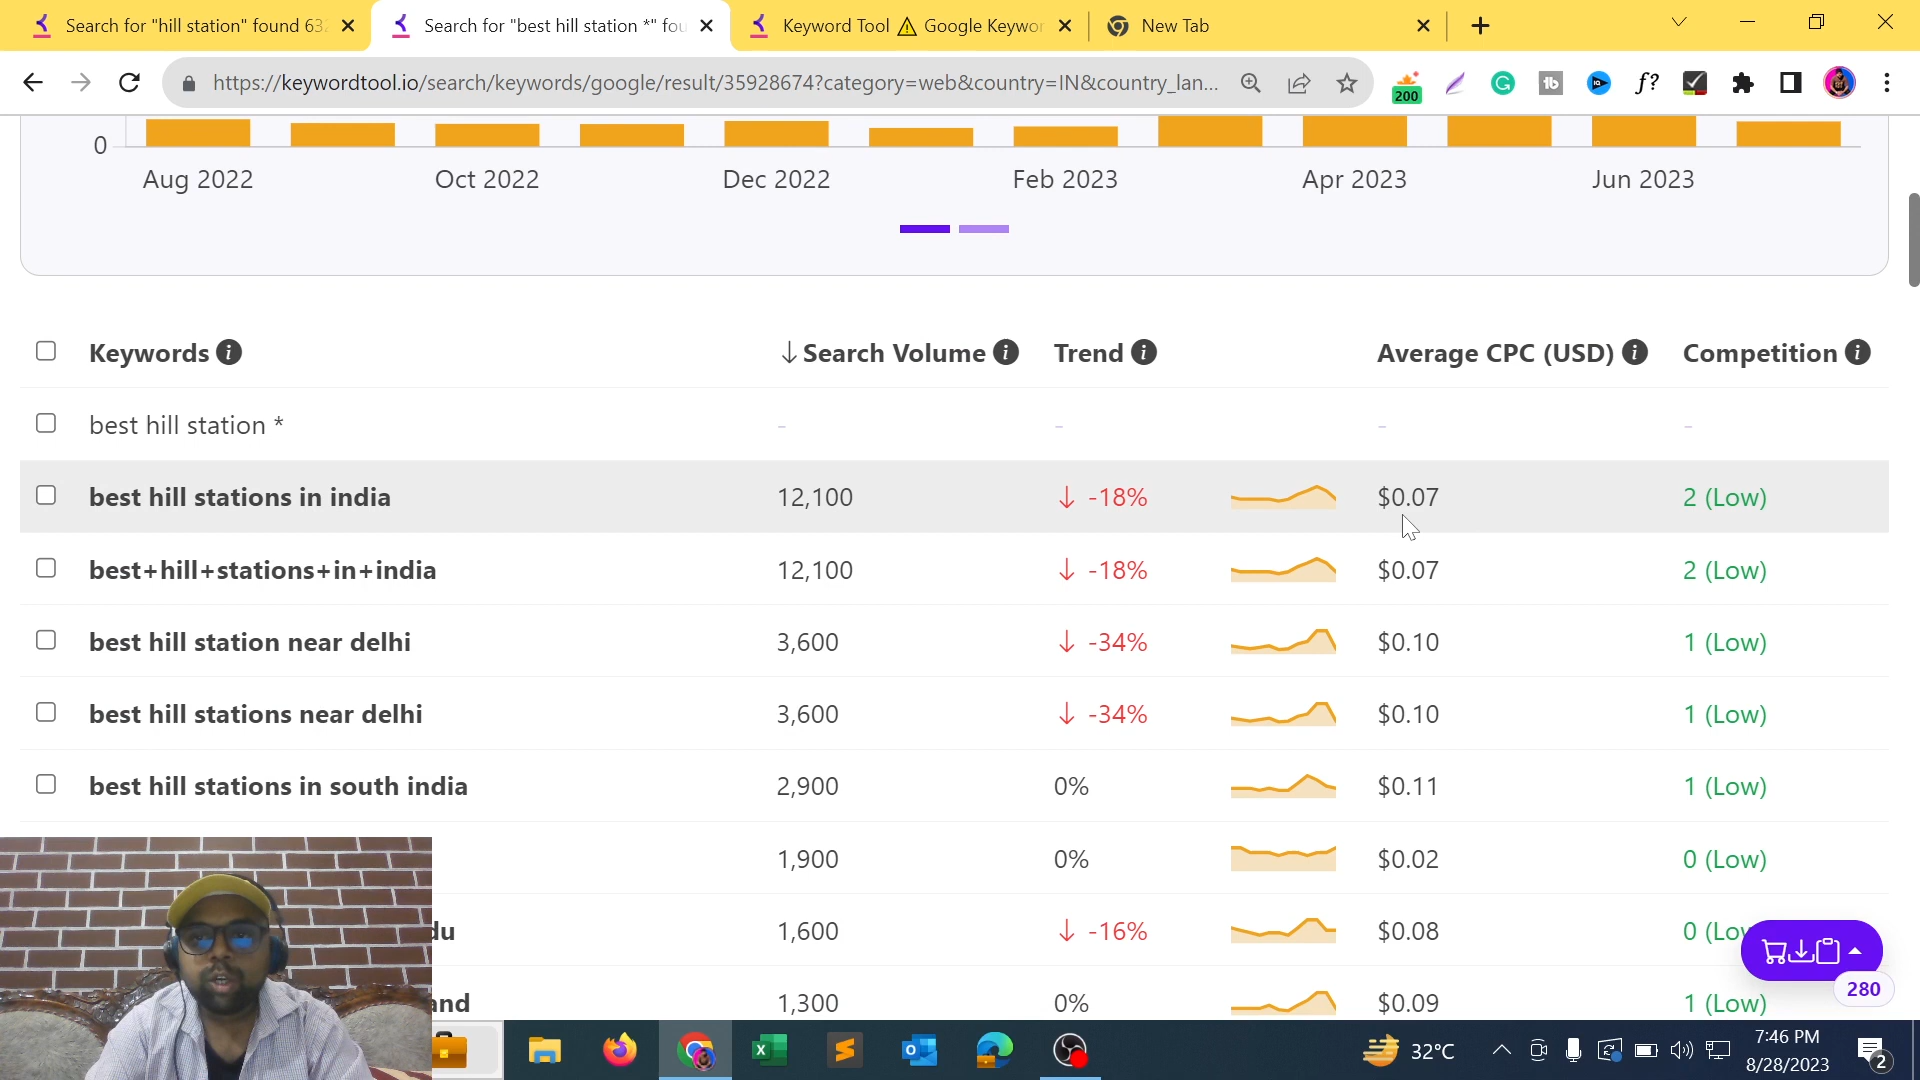 Search for "hill station" found 63
Search for "best hill station *" fou
Keyword Tool ⚠ Google Keywor
New Tab
https://keywordtool.io/search/keywords/google/result/35928674?category=web&country=IN&country_lan...
200
0
Aug 2022 Oct 2022 Dec 2022 Feb 2023 Apr 2023 Jun 2023
Keywords Search Volume Trend Average CPC (USD) Competition
best hill station * - - - -
best hill stations in india 12,100 -18% $0.07 2 (Low)
best+hill+stations+in+india 12,100 -18% $0.07 2 (Low)
best hill station near delhi 3,600 -34% $0.10 1 (Low)
best hill stations near delhi 3,600 -34% $0.10 1 (Low)
best hill stations in south india 2,900 0% $0.11 1 (Low)
1,900 0% $0.02 0 (Low)
du 1,600 -16% $0.08 0 (Low
and 1,300 0% $0.09 1 (Low)
280
32°C
7:46 PM
8/28/2023
2